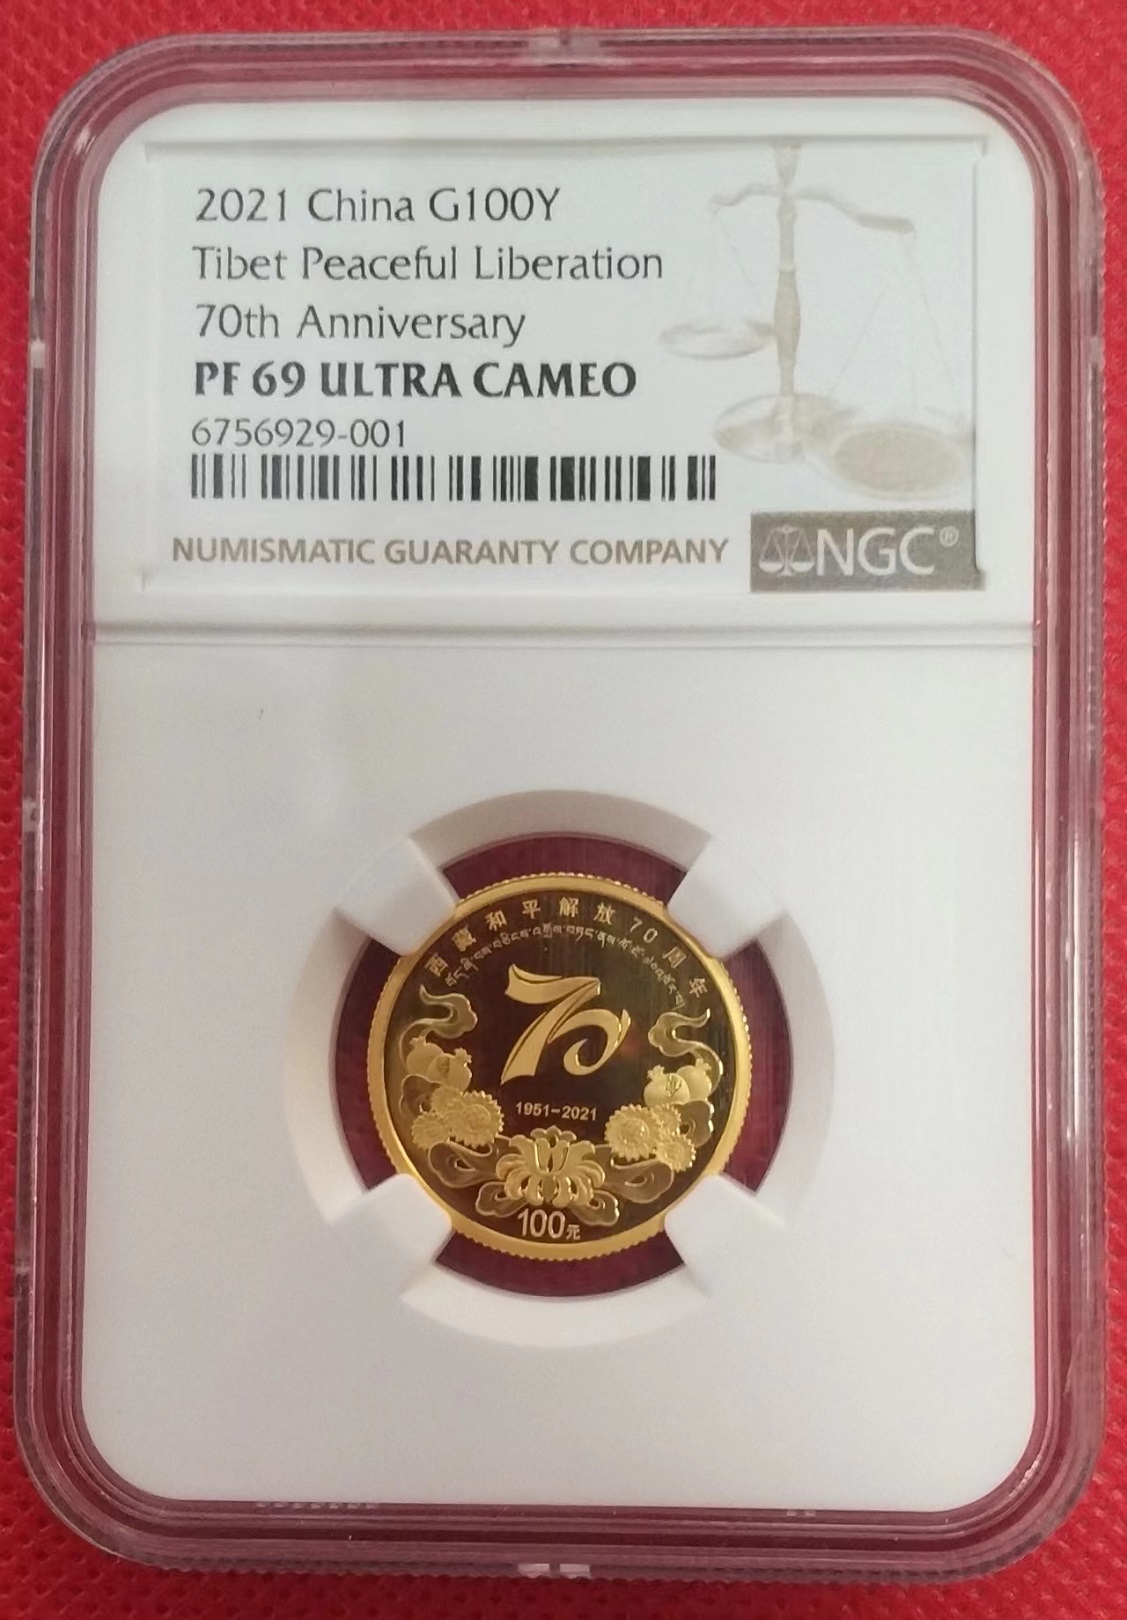 2021 China G100Y
Tibet Peaceful Liberation
70th Anniversary
PF 69 ULTRA CAMEO
6756929-001
NUMISMATIC GUARANTY COMPANY
NGC®
西藏和平解放70周年
70
1951-2021
100元